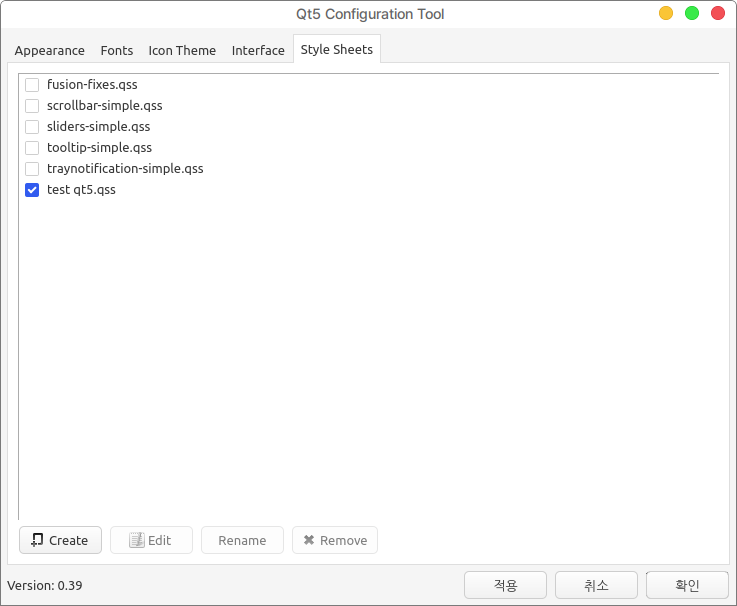 Qt5 Configuration Tool
Appearance Fonts Icon Theme Interface Style Sheets
fusion-fixes.qss
scrollbar-simple.qss
sliders-simple.qss
tooltip-simple.qss
traynotification-simple.qss
test qt5.qss
Create Edit Rename Remove
Version: 0.39 적용 취소 확인